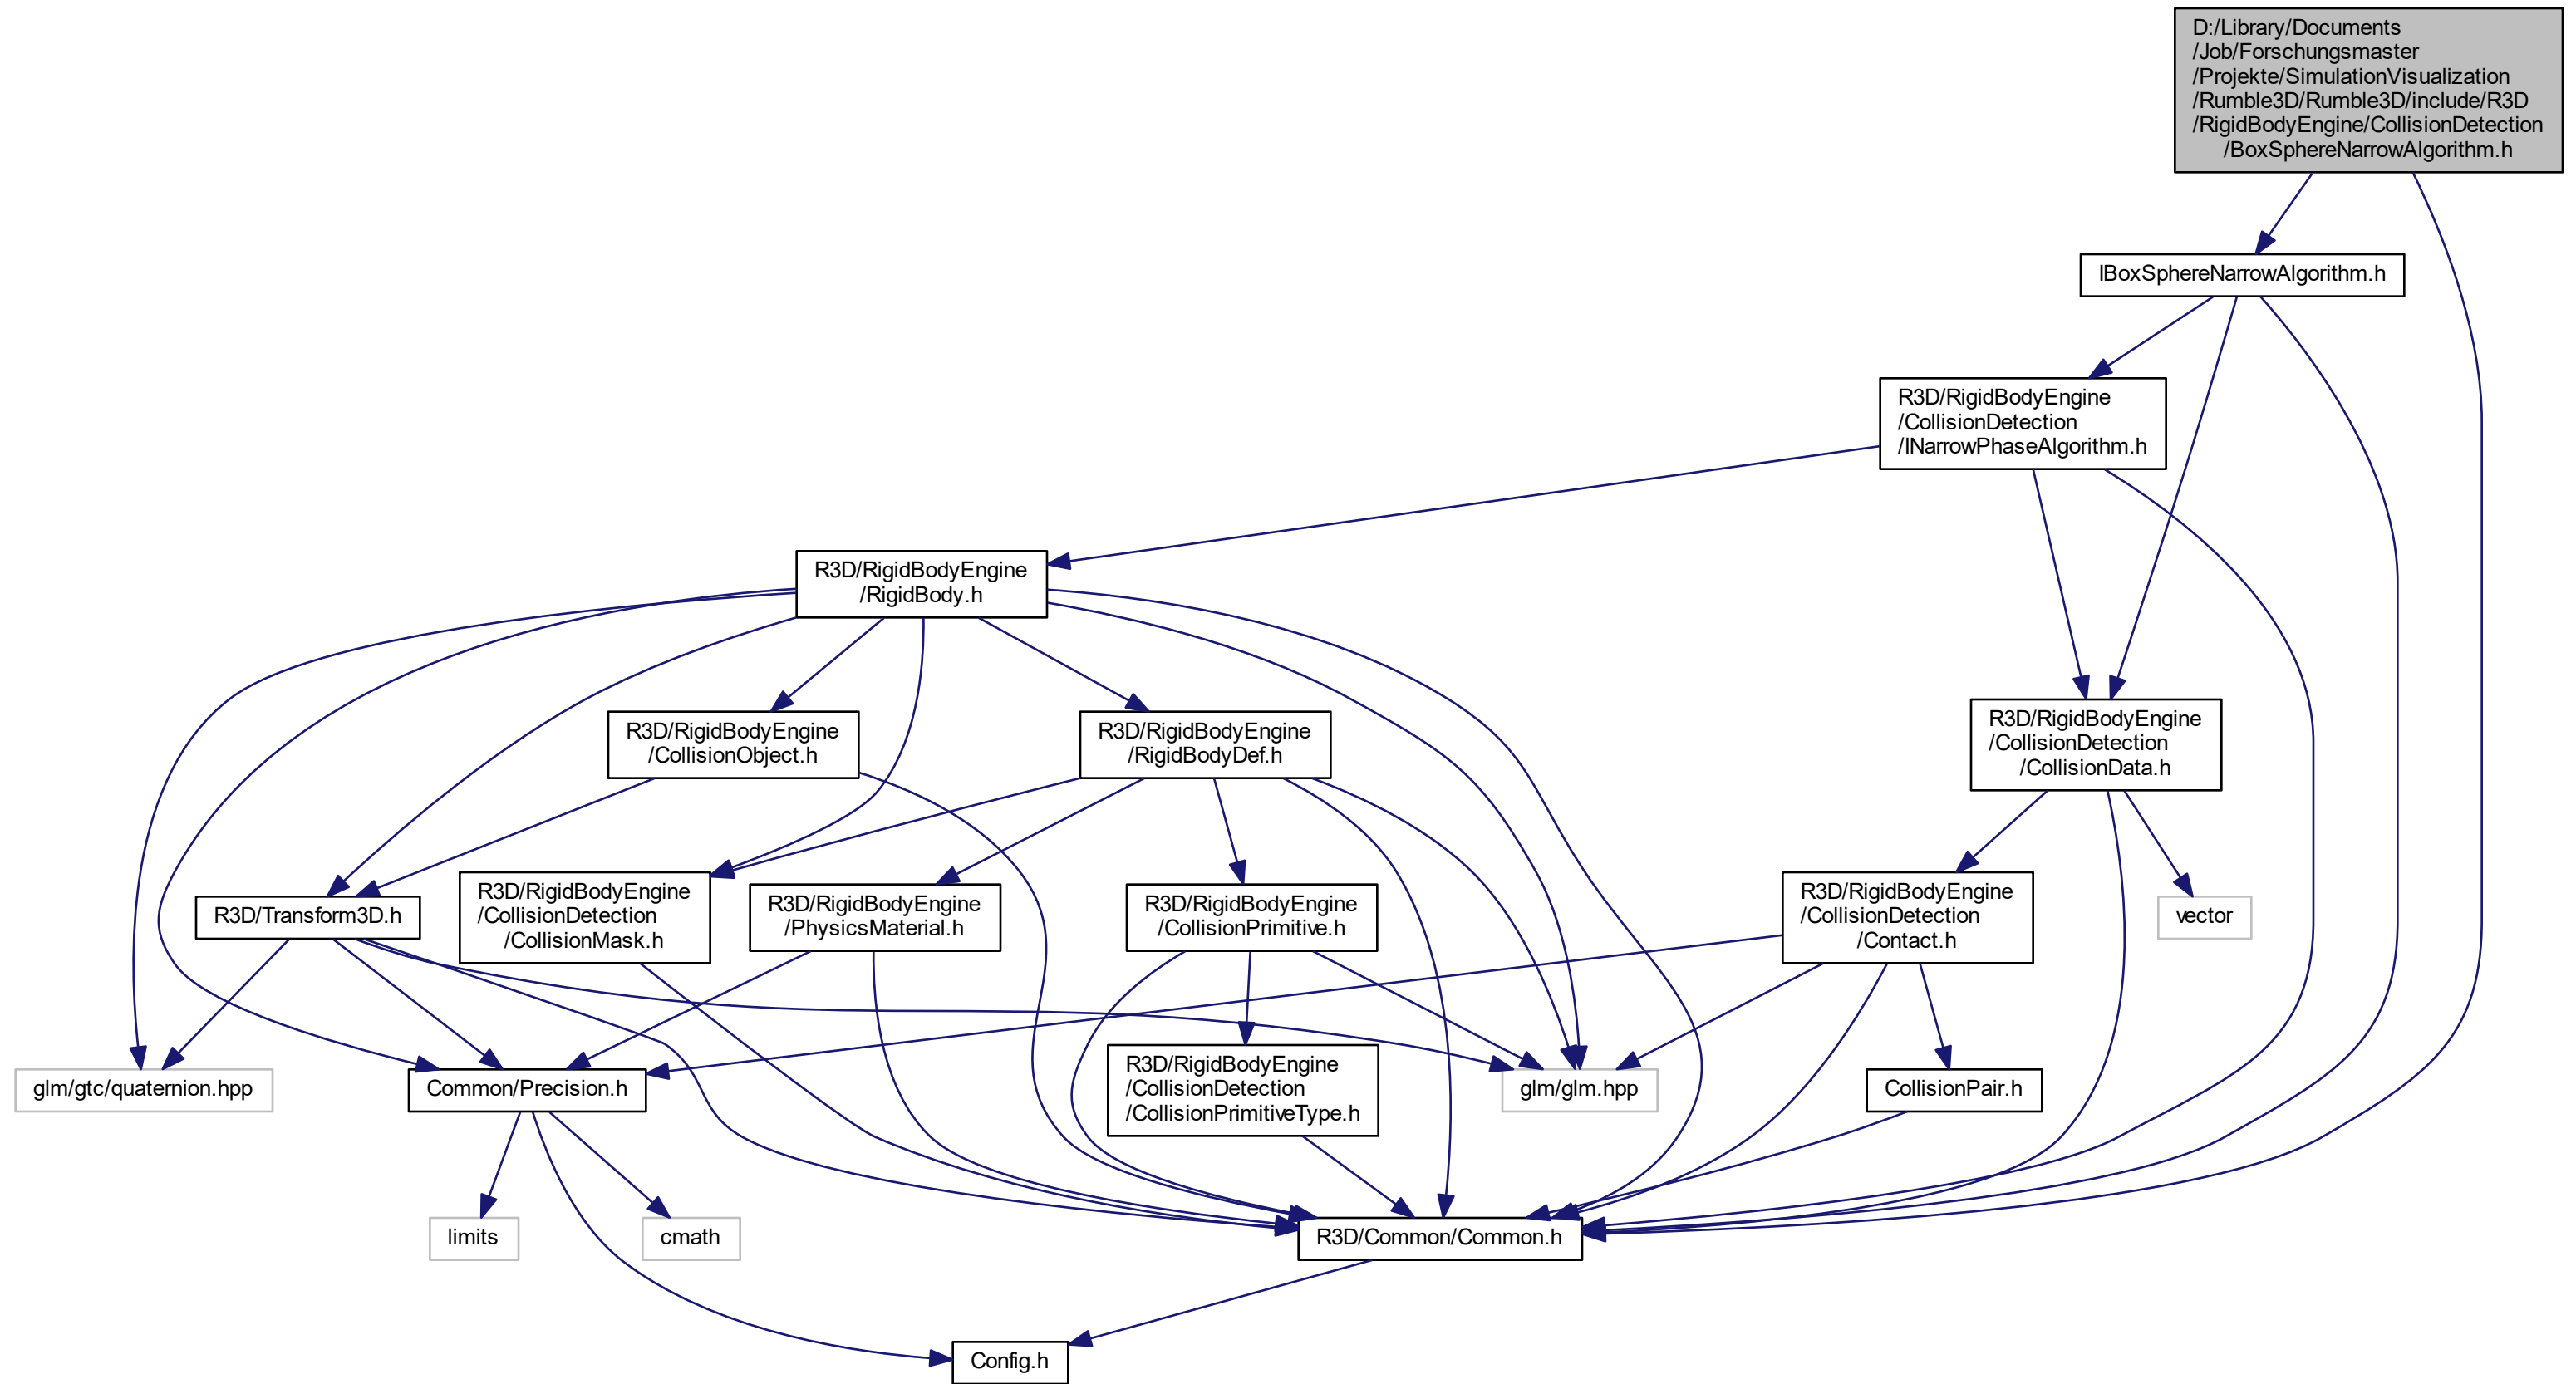 D:/Library/Documents
/Job/Forschungsmaster
/Projekte/SimulationVisualization
/Rumble3D/Rumble3D/include/R3D
/RigidBodyEngine/CollisionDetection
/BoxSphereNarrowAlgorithm.h
IBoxSphereNarrowAlgorithm.h
R3D/RigidBodyEngine
/CollisionDetection
/INarrowPhaseAlgorithm.h
R3D/RigidBodyEngine
/RigidBody.h
R3D/RigidBodyEngine
/CollisionObject.h
R3D/RigidBodyEngine
/RigidBodyDef.h
R3D/RigidBodyEngine
/CollisionDetection
/CollisionData.h
R3D/Transform3D.h
R3D/RigidBodyEngine
/CollisionDetection
/CollisionMask.h
R3D/RigidBodyEngine
/PhysicsMaterial.h
R3D/RigidBodyEngine
/CollisionPrimitive.h
R3D/RigidBodyEngine
/CollisionDetection
/Contact.h
vector
glm/gtc/quaternion.hpp
Common/Precision.h
R3D/RigidBodyEngine
/CollisionDetection
/CollisionPrimitiveType.h
glm/glm.hpp
CollisionPair.h
limits
cmath
R3D/Common/Common.h
Config.h